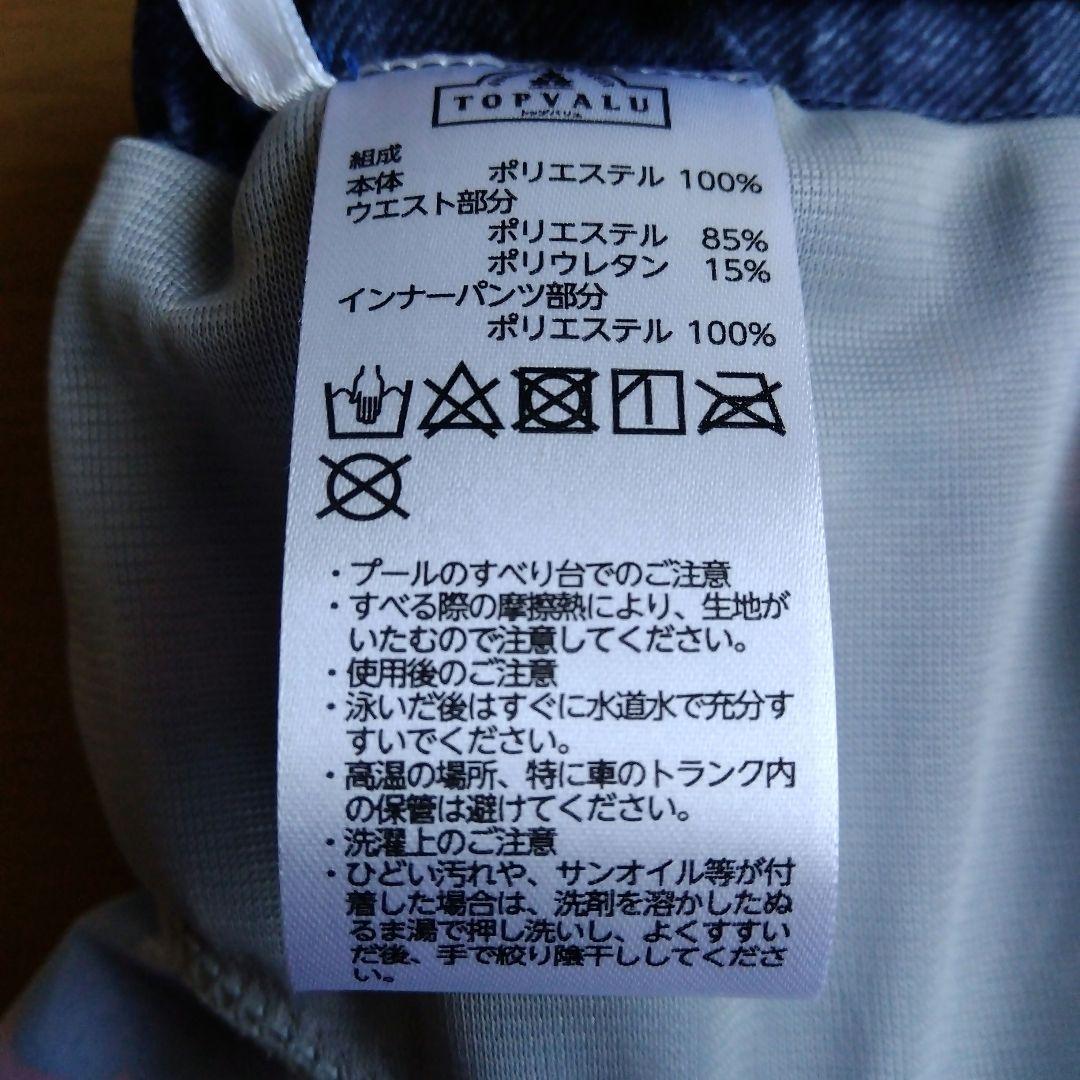 TOPVALU
トップバリュ
組成
本体 ポリエステル 100%
ウエスト部分
ポリエステル 85%
ポリウレタン 15%
インナーパンツ部分
ポリエステル 100%
・プールのすべり台でのご注意
・すべる際の摩擦熱により、生地が
いたむので注意してください。
・使用後のご注意
・泳いだ後はすぐに水道水で充分す
すいでください。
・高温の場所、特に車のトランク内
の保管は避けてください。
・洗濯上のご注意
・ひどい汚れや、サンオイル等が付
着した場合は、洗剤を溶かしたぬ
るま湯で押し洗いし、よくすすい
だ後、手で絞り陰干ししてくださ
い。